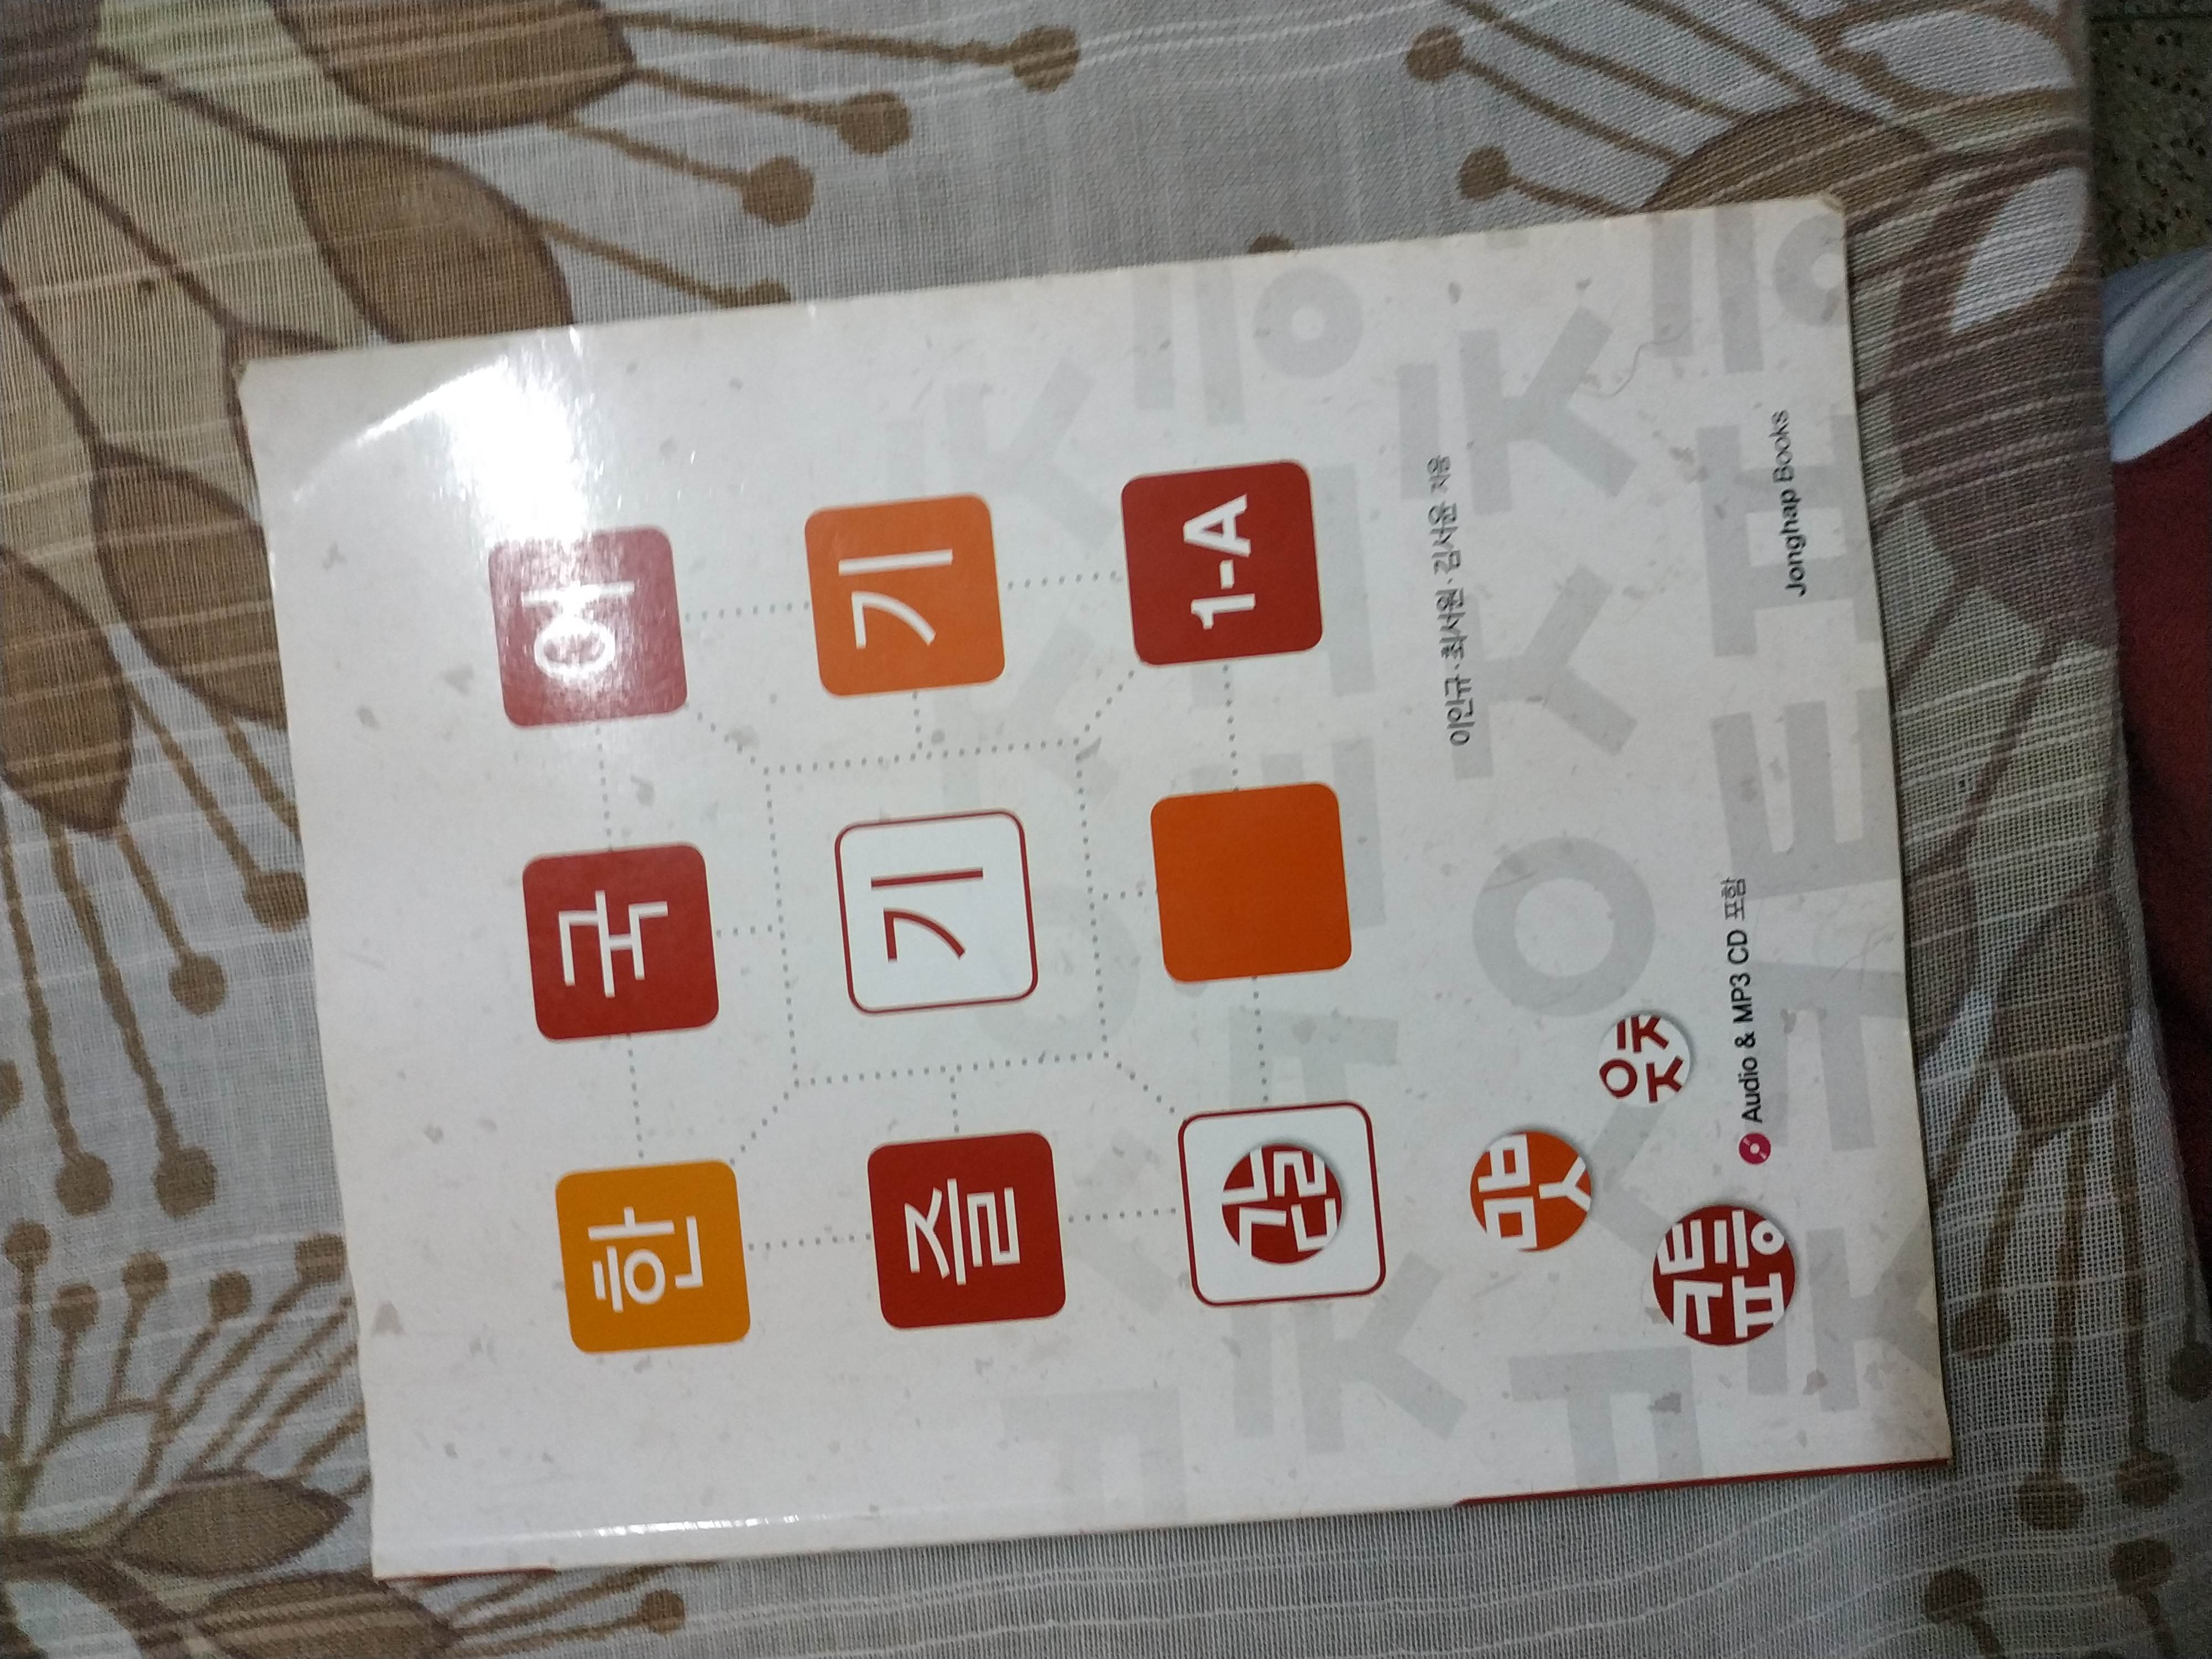 한국어
즐기기
1-A
이인규·최서원·김서윤 지음
Audio & MP3 CD 포함
Jonghap Books